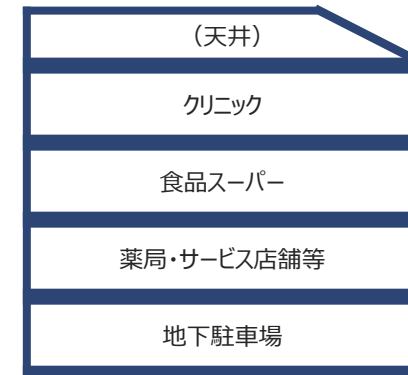 （天井）
クリニック
食品スーパー
薬局・サービス店舗等
地下駐車場